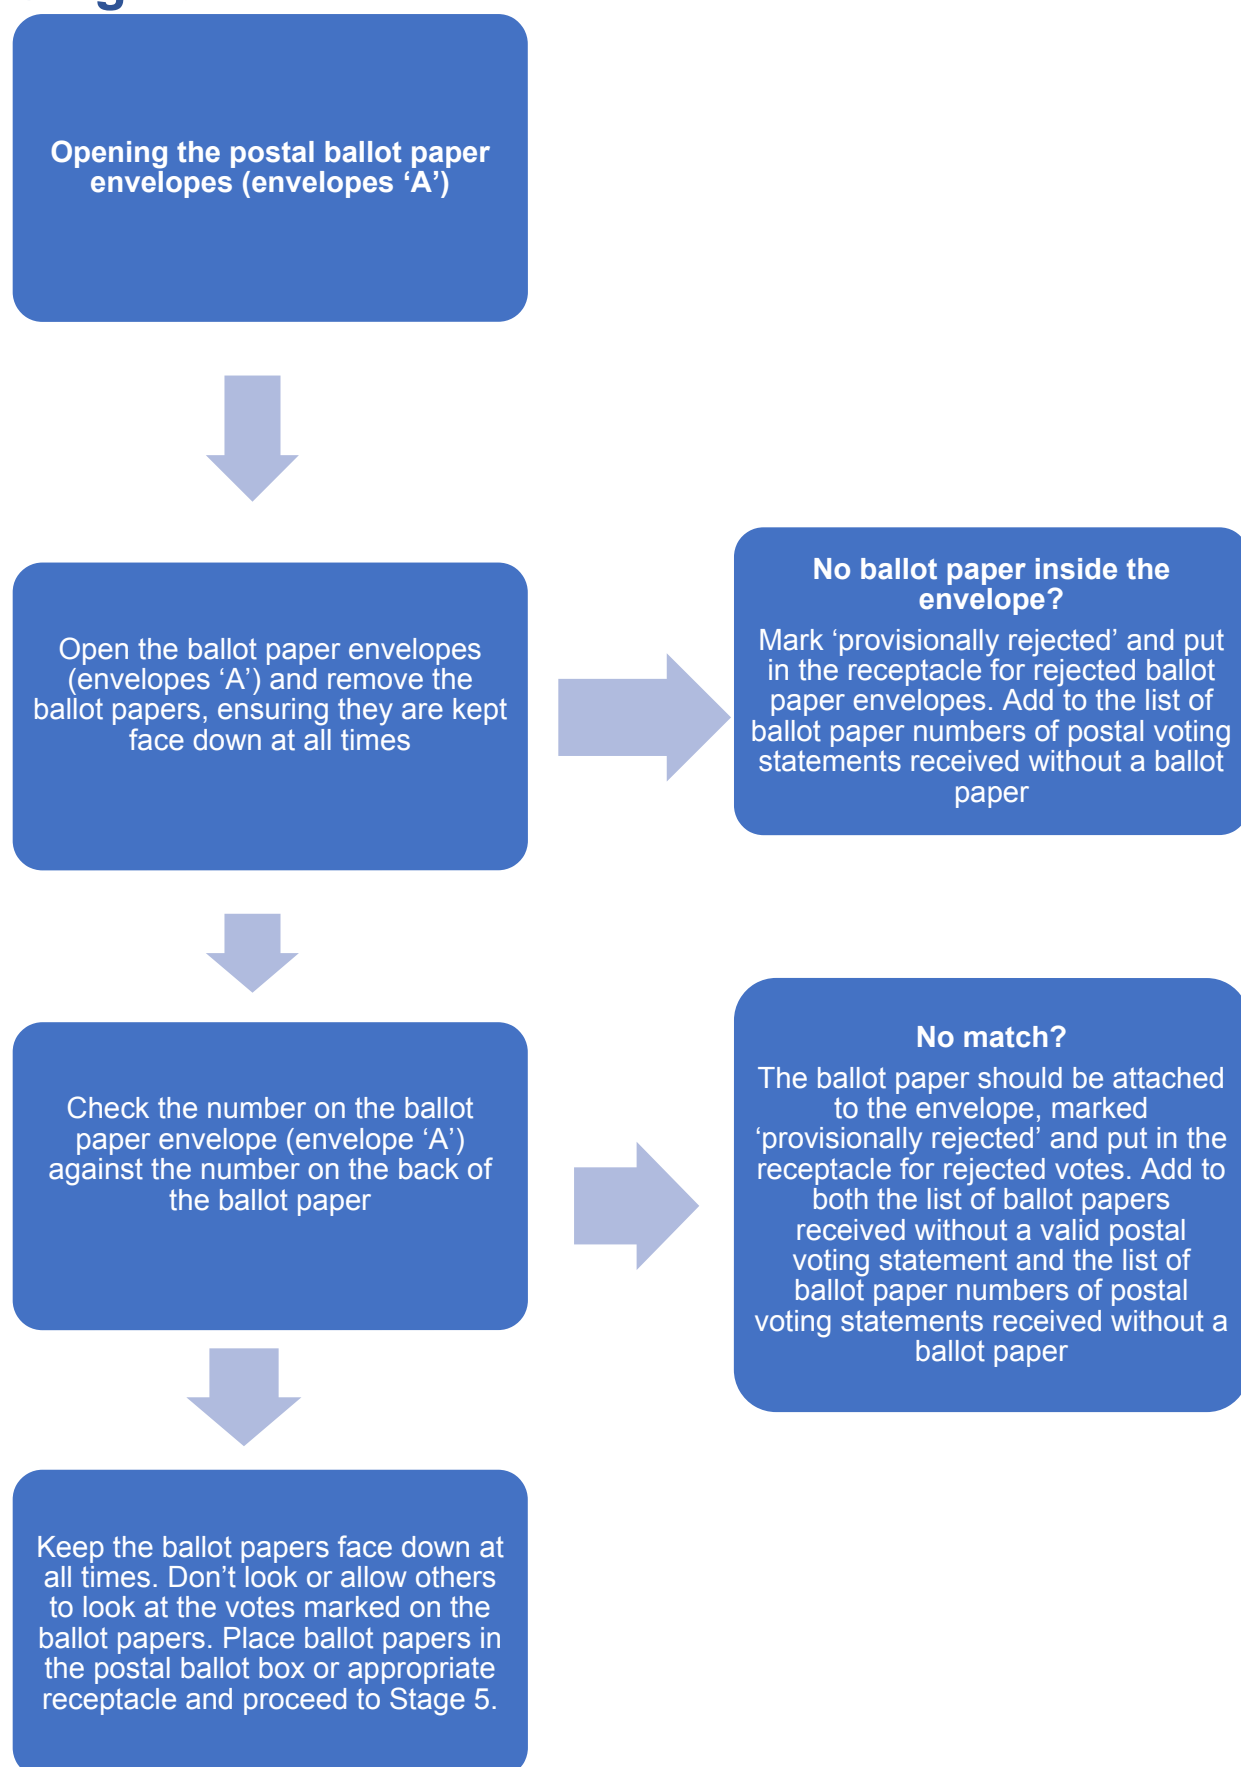 Opening the postal ballot paper
envelopes (envelopes ‘A’)
Open the ballot paper envelopes
(envelopes ‘A’) and remove the
ballot papers, ensuring they are kept
face down at all times
No ballot paper inside the
envelope?
Mark ‘provisionally rejected’ and put
in the receptacle for rejected ballot
paper envelopes. Add to the list of
ballot paper numbers of postal voting
statements received without a ballot
paper
Check the number on the ballot
paper envelope (envelope ‘A’)
against the number on the back of
the ballot paper
No match?
The ballot paper should be attached
to the envelope, marked
‘provisionally rejected’ and put in the
receptacle for rejected votes. Add to
both the list of ballot papers
received without a valid postal
voting statement and the list of
ballot paper numbers of postal
voting statements received without a
ballot paper
Keep the ballot papers face down at
all times. Don’t look or allow others
to look at the votes marked on the
ballot papers. Place ballot papers in
the postal ballot box or appropriate
receptacle and proceed to Stage 5.